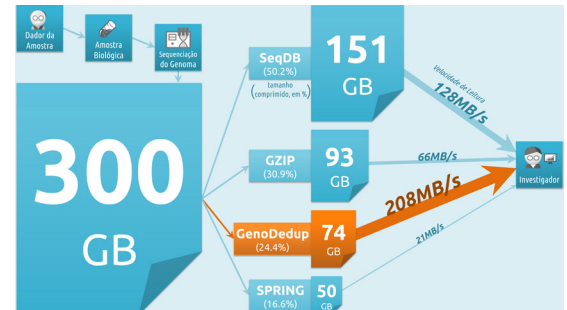 Dador da
Amostra
Amostra
Biológica
Sequenciação
do Genoma
300
GB
SeqDB
(50.2%)
(tamanho
comprimido, em %)
151
GB
GZIP
(30.9%)
93
GB
GenoDedup
(24.4%)
74
GB
SPRING
(16.6%)
50
GB
Velocidade de Leitura
128MB/s
66MB/s
208MB/s
21MB/s
Investigador